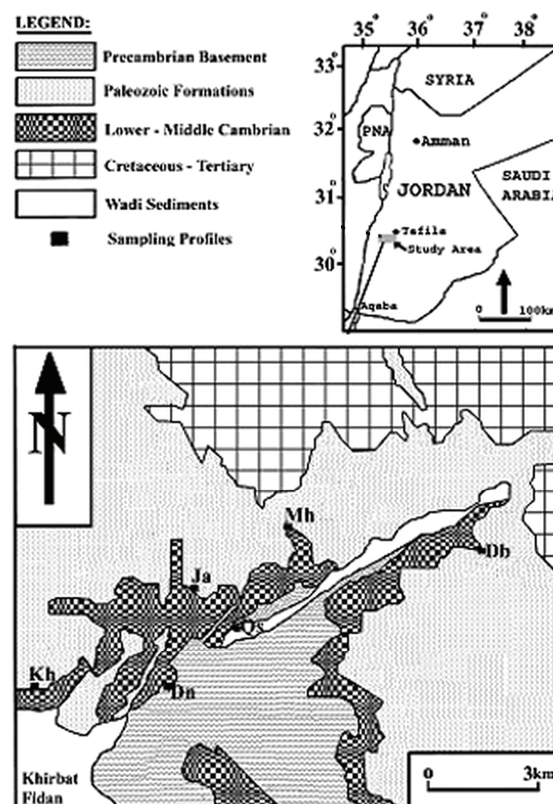 LEGEND:
Precambrian Basement
Paleozoic Formations
Lower - Middle Cambrian
Cretaceous - Tertiary
Wadi Sediments
Sampling Profiles
35° 36° 37° 38°
33°
32°
31°
30°
SYRIA
PNA
Amman
JORDAN
SAUDI
ARABI
Tafila
Study Area
Aqaba
0 100km
N
Mh
Db
Ja
Kh
Dn
Khirbat
Fidan
0 3km